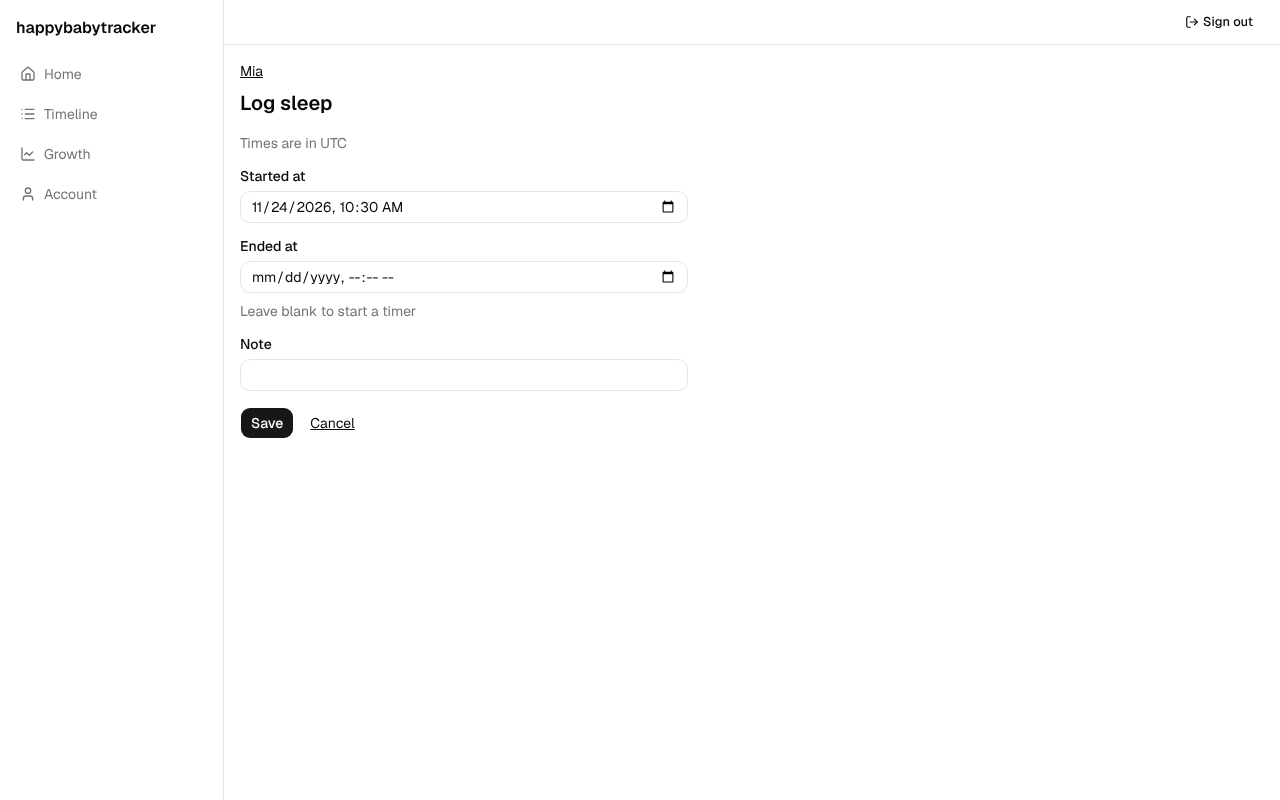 happybabytracker
Sign out
Home
Timeline
Growth
Account
Mia
Log sleep
Times are in UTC
Started at
11/24/2026, 10:30 AM
Ended at
mm/dd/yyyy, --:-- --
Leave blank to start a timer
Note
Save
Cancel